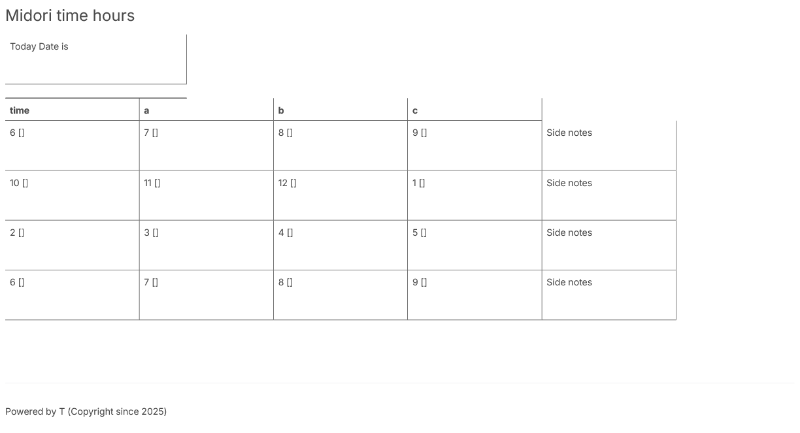 Midori time hours
Today Date is
time a b c
6 [] 7 [] 8 [] 9 [] Side notes
10 [] 11 [] 12 [] 1 [] Side notes
2 [] 3 [] 4 [] 5 [] Side notes
6 [] 7 [] 8 [] 9 [] Side notes
Powered by T (Copyright since 2025)